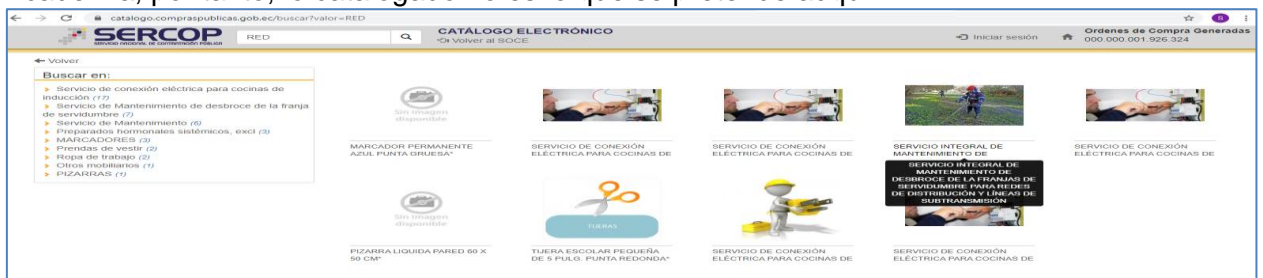 catalogo.compraspublicas.gob.ec/buscar?valor=RED
SERCOP
SERVICIO NACIONAL DE CONTRATACIÓN PÚBLICA
RED
CATÁLOGO ELECTRÓNICO
Volver al SOCE
Iniciar sesión
Ordenes de Compra Generadas
000.000.001.926.324
Volver
Buscar en:
Servicio de conexión eléctrica para cocinas de
inducción (17)
Servicio de Mantenimiento de desbroce de la franja
de servidumbre (7)
Servicio de Mantenimiento (6)
Preparados hormonales sistémicos, excl (3)
MARCADORES (3)
Prendas de vestir (2)
Ropa de trabajo (2)
Otros mobiliarios (1)
PIZARRAS (1)
Sin imagen
disponible
MARCADOR PERMANENTE
AZUL PUNTA GRUESA*
SERVICIO DE CONEXIÓN
ELÉCTRICA PARA COCINAS DE
SERVICIO DE CONEXIÓN
ELÉCTRICA PARA COCINAS DE
SERVICIO INTEGRAL DE
MANTENIMIENTO DE
SERVICIO INTEGRAL DE
MANTENIMIENTO DE
DESBROCE DE LA FRANJAS DE
SERVIDUMBRE PARA REDES
DE DISTRIBUCIÓN Y LÍNEAS DE
SUBTRANSMISIÓN
SERVICIO DE CONEXIÓN
ELÉCTRICA PARA COCINAS DE
Sin imagen
disponible
PIZARRA LIQUIDA PARED 60 X
50 CM*
TIJERAS
TIJERA ESCOLAR PEQUEÑA
DE 5 PULG. PUNTA REDONDA*
SERVICIO DE CONEXIÓN
ELÉCTRICA PARA COCINAS DE
SERVICIO DE CONEXIÓN
ELÉCTRICA PARA COCINAS DE